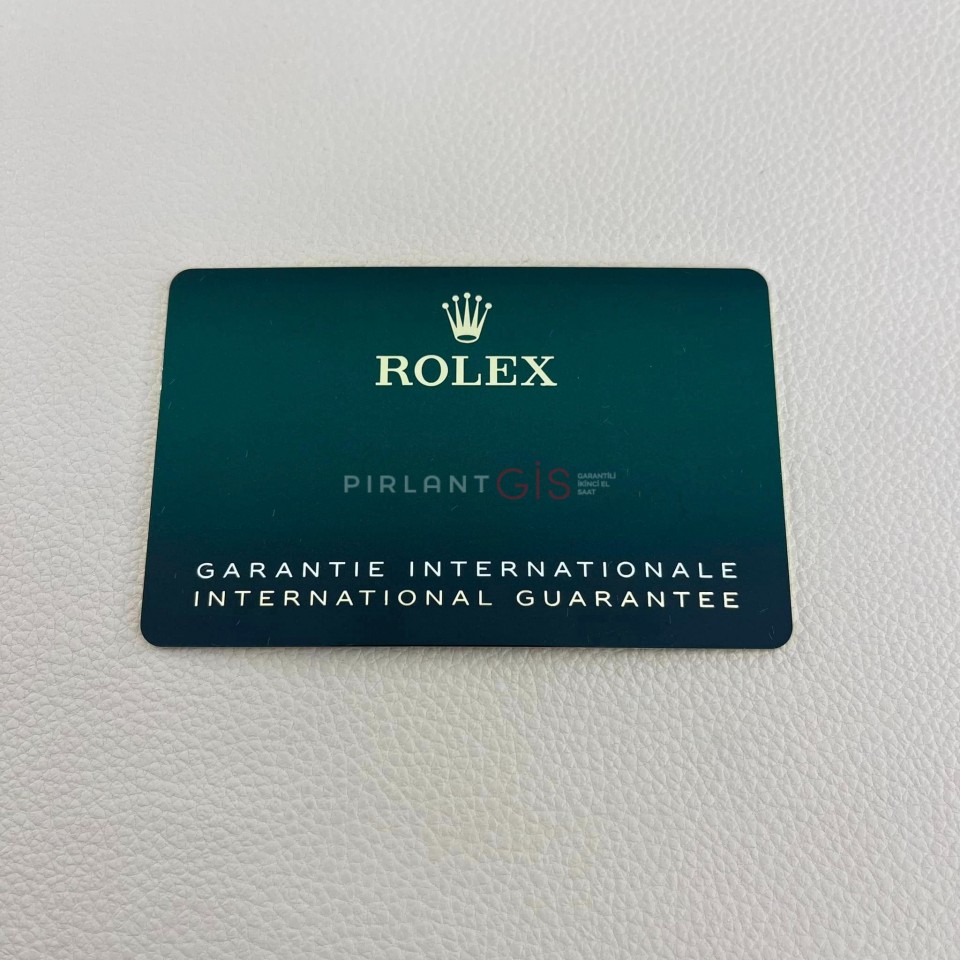 ROLEX
PIRLANTGİS
GARANTİLİ
İKİNCİ EL
SAAT
GARANTIE INTERNATIONALE
INTERNATIONAL GUARANTEE